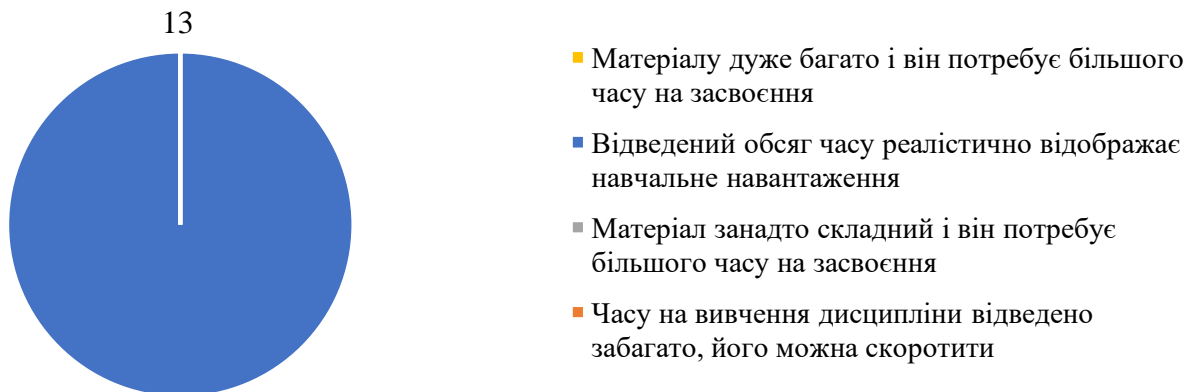 13
Матеріалу дуже багато і він потребує більшого
часу на засвоєння
Відведений обсяг часу реалістично відображає
навчальне навантаження
Матеріал занадто складний і він потребує
більшого часу на засвоєння
Часу на вивчення дисципліни відведено
забагато, його можна скоротити